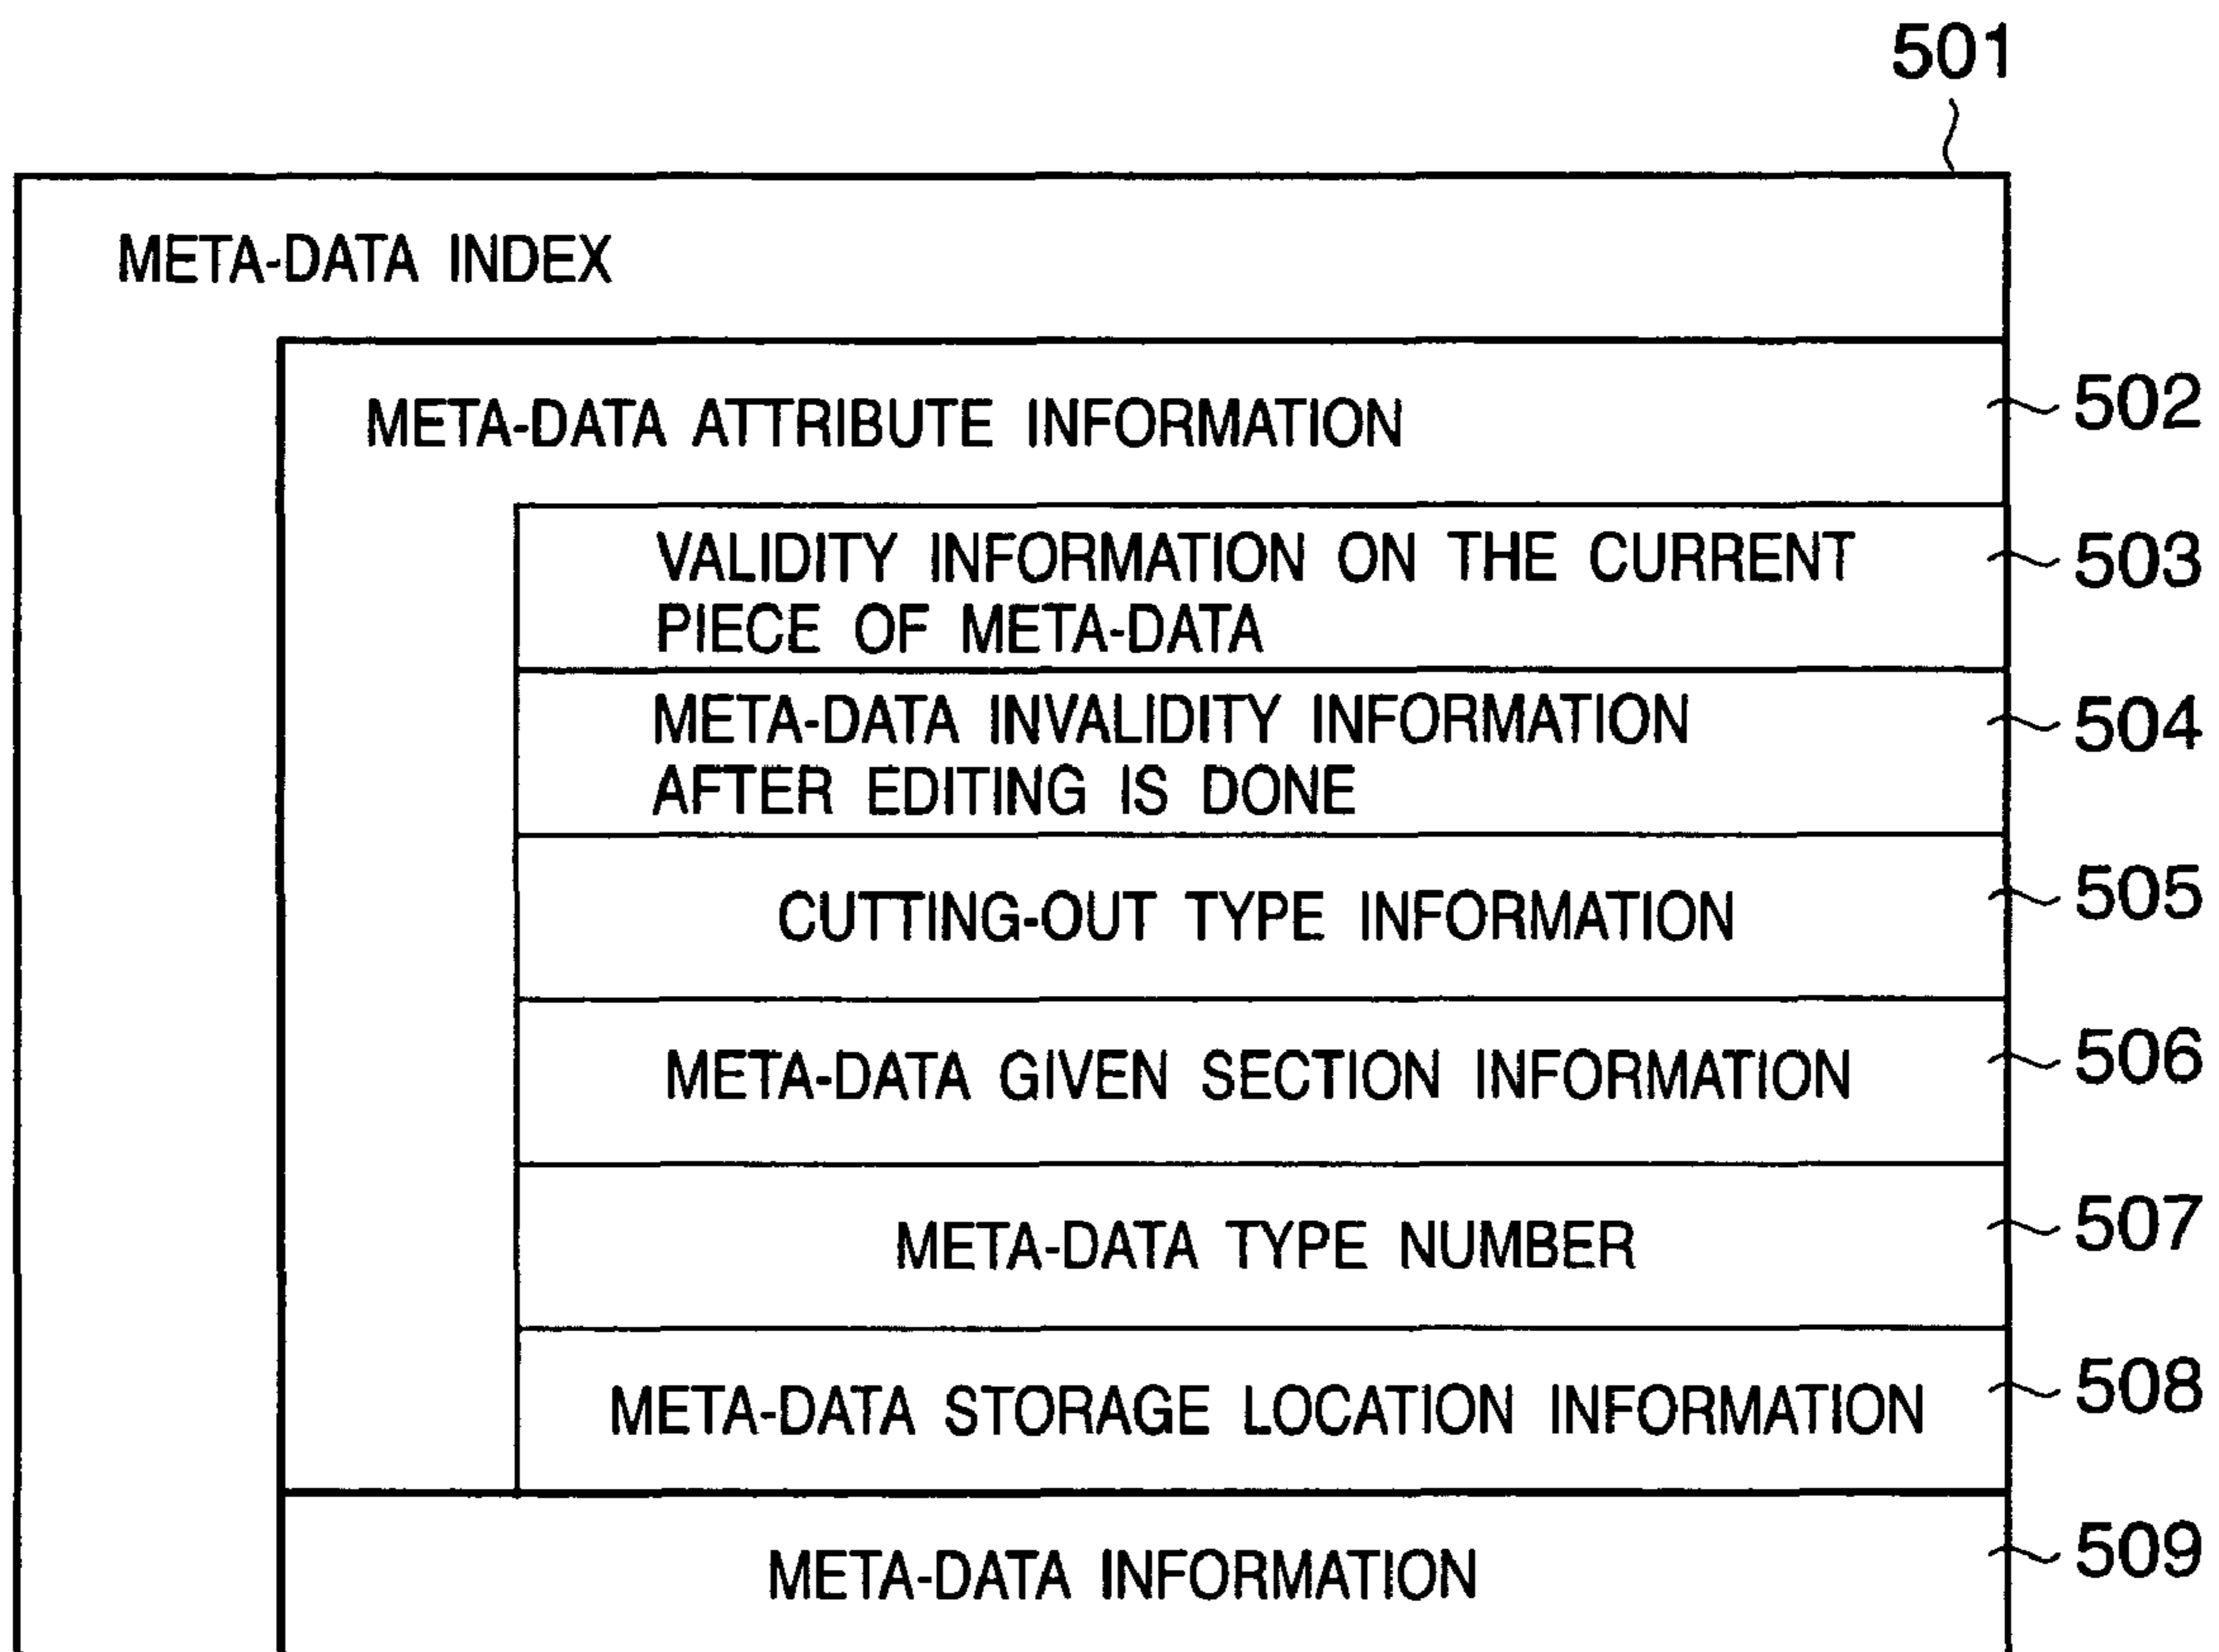 501
META-DATA INDEX
META-DATA ATTRIBUTE INFORMATION
502
VALIDITY INFORMATION ON THE CURRENT
PIECE OF META-DATA
503
META-DATA INVALIDITY INFORMATION
AFTER EDITING IS DONE
504
CUTTING-OUT TYPE INFORMATION
505
META-DATA GIVEN SECTION INFORMATION
506
META-DATA TYPE NUMBER
507
META-DATA STORAGE LOCATION INFORMATION
508
META-DATA INFORMATION
509